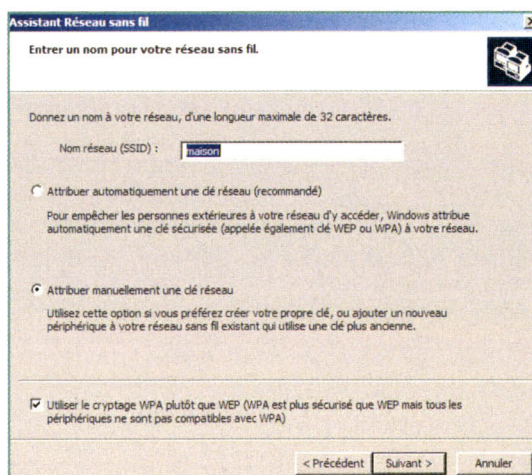 Assistant Réseau sans fil
Entrer un nom pour votre réseau sans fil.
Donnez un nom à votre réseau, d'une longueur maximale de 32 caractères.
Nom réseau (SSID) : maison
Attribuer automatiquement une clé réseau (recommandé)
Pour empêcher les personnes extérieures à votre réseau d'y accéder, Windows attribue
automatiquement une clé sécurisée (appelée également clé WEP ou WPA) à votre réseau.
Attribuer manuellement une clé réseau
Utilisez cette option si vous préférez créer votre propre clé, ou ajouter un nouveau
périphérique à votre réseau sans fil existant qui utilise une clé plus ancienne.
Utiliser le cryptage WPA plutôt que WEP (WPA est plus sécurisé que WEP mais tous les
périphériques ne sont pas compatibles avec WPA)
< Précédent Suivant > Annuler